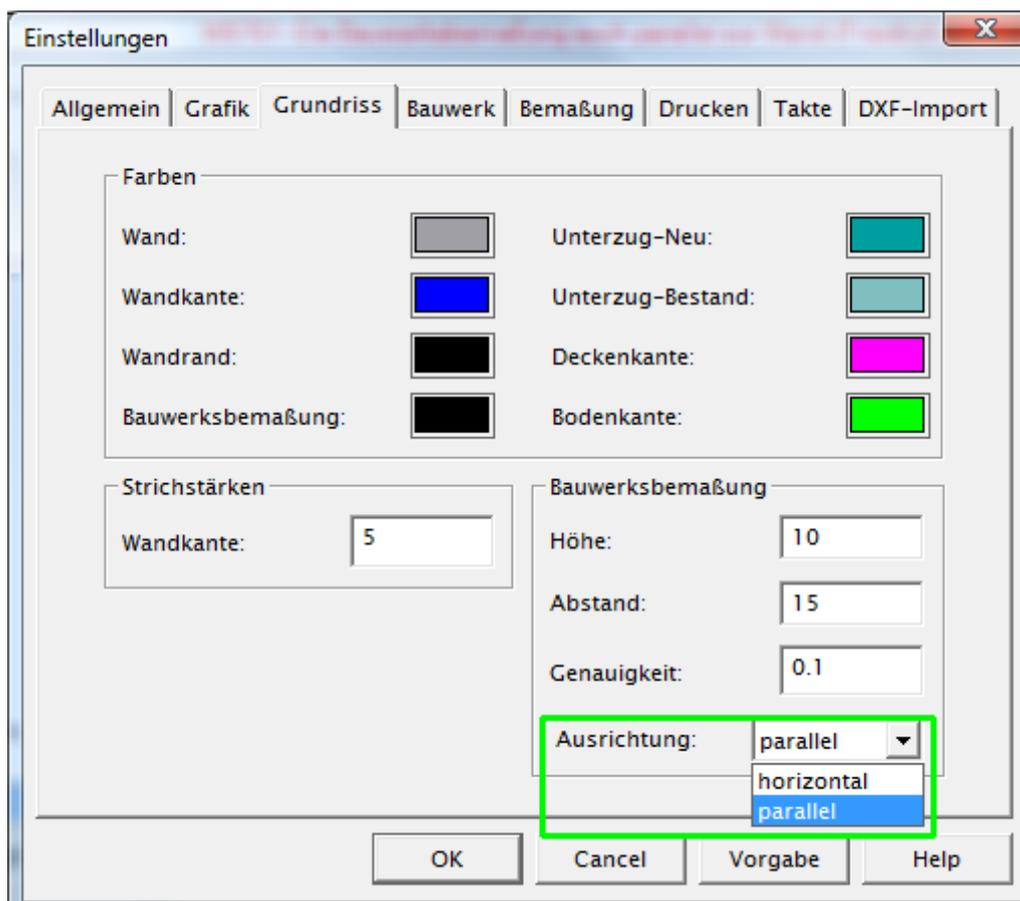 Einstellungen
X
Allgemein Grafik Grundriss Bauwerk Bemaßung Drucken Takte DXF-Import
Farben
Wand: Unterzug-Neu:
Wandkante: Unterzug-Bestand:
Wandrand: Deckenkante:
Bauwerksbemaßung: Bodenkante:
Strichstärken
Wandkante: 5
Bauwerksbemaßung
Höhe: 10
Abstand: 15
Genauigkeit: 0.1
Ausrichtung: parallel
horizontal
parallel
OK Cancel Vorgabe Help